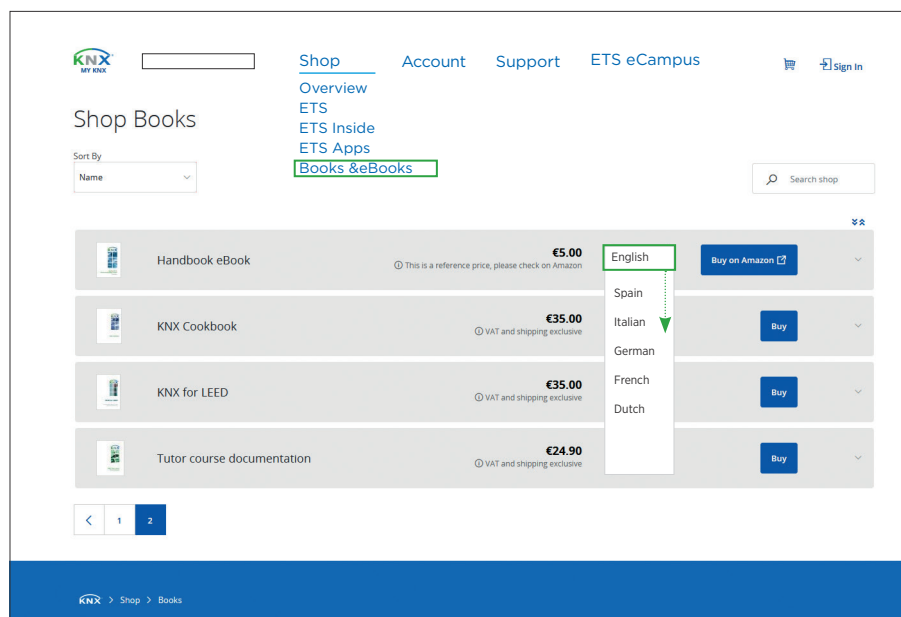 KNX
MY KNX
Shop Account Support ETS eCampus Sign In
Overview
ETS
ETS Inside
ETS Apps
Books &eBooks
Shop Books
Sort By
Name
Search shop
Handbook eBook €5.00 English Buy on Amazon
This is a reference price, please check on Amazon
Spain
Italian
German
French
Dutch
KNX Cookbook €35.00 Buy
VAT and shipping exclusive
KNX for LEED €35.00 Buy
VAT and shipping exclusive
Tutor course documentation €24.90 Buy
VAT and shipping exclusive
< 1 2
KNX > Shop > Books